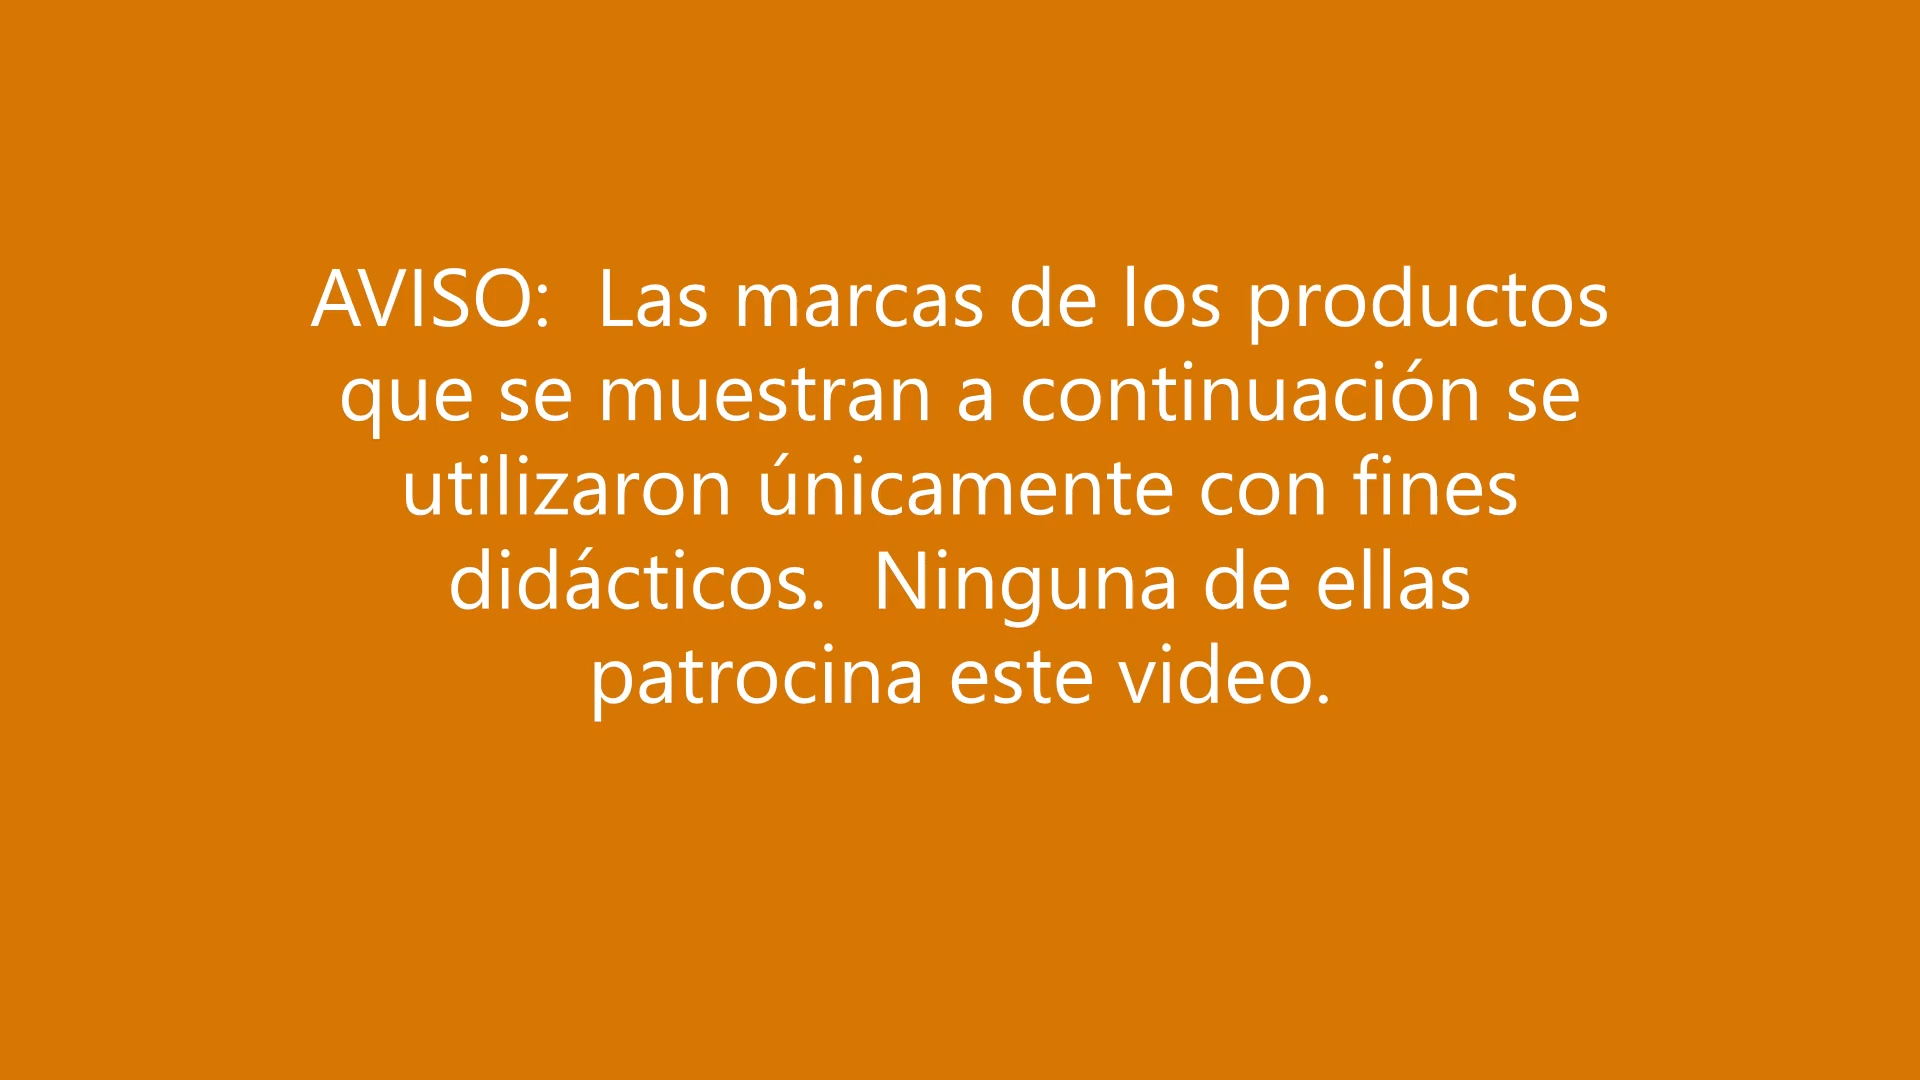 AVISO:  Las marcas de los productos
que se muestran a continuación se
utilizaron únicamente con fines
didácticos.  Ninguna de ellas
patrocina este video.